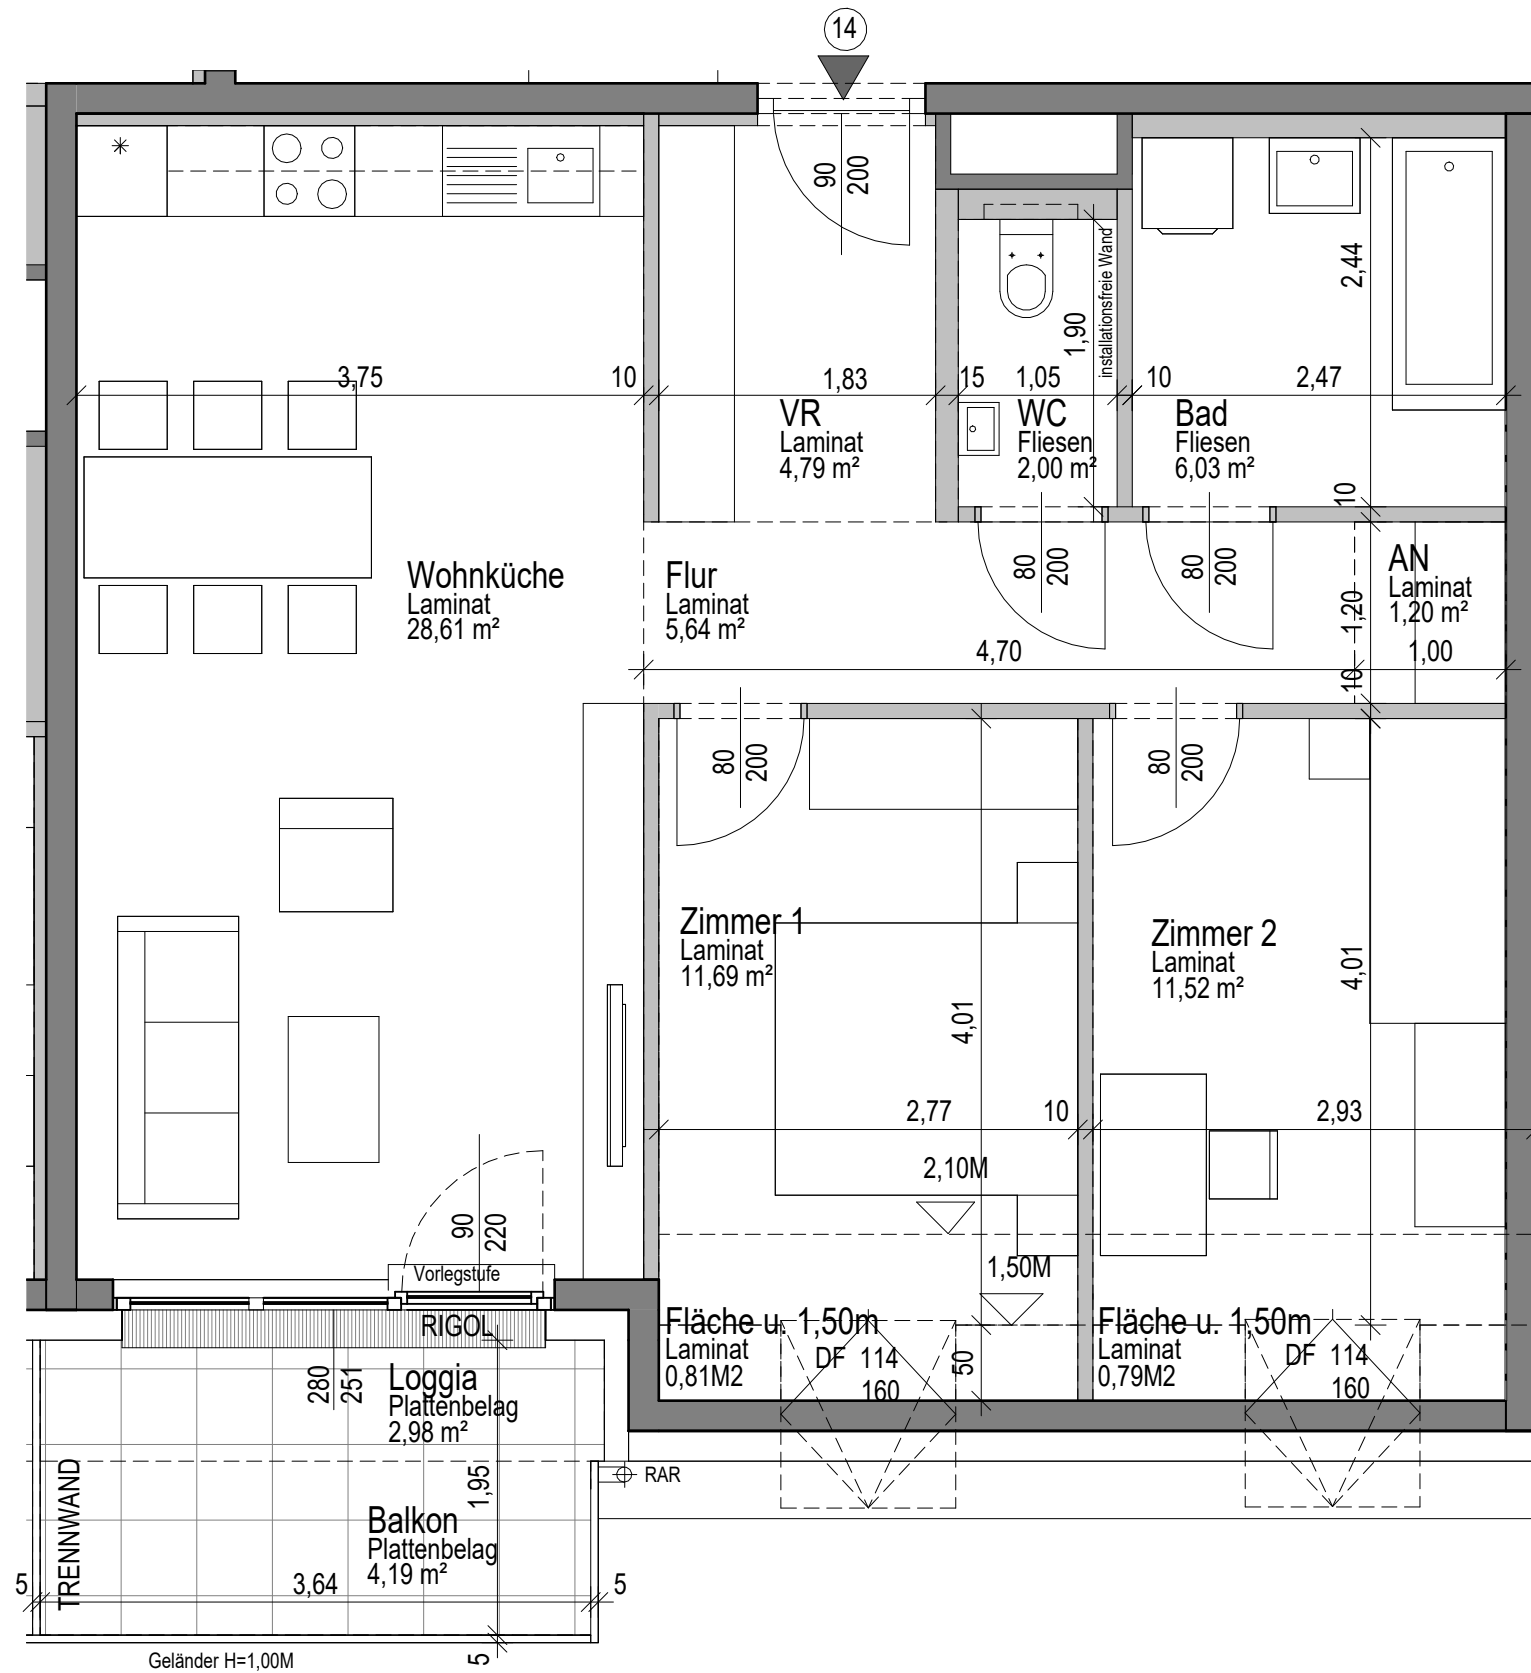 14
90
200
installationsfreie Wand
2,44
1,90
3,75
10
1,83
15
1,05
10
2,47
VR
Laminat
4,79 m²
WC
Fliesen
2,00 m²
Bad
Fliesen
6,03 m²
10
Wohnküche
Laminat
28,61 m²
Flur
Laminat
5,64 m²
80
200
80
200
AN
Laminat
1,20 m²
1,20
4,70
1,00
10
80
200
80
200
Zimmer 1
Laminat
11,69 m²
Zimmer 2
Laminat
11,52 m²
4,01
4,01
2,77
10
2,93
2,10M
90
220
Vorlegstufe
1,50M
RIGOL
Fläche u. 1,50m
Laminat
0,81M2
DF 114
160
50
Fläche u. 1,50m
Laminat
0,79M2
DF 114
160
280
251
Loggia
Plattenbelag
2,98 m²
TRENNWAND
1,95
RAR
Balkon
Plattenbelag
4,19 m²
5
3,64
5
5
Geländer H=1,00M